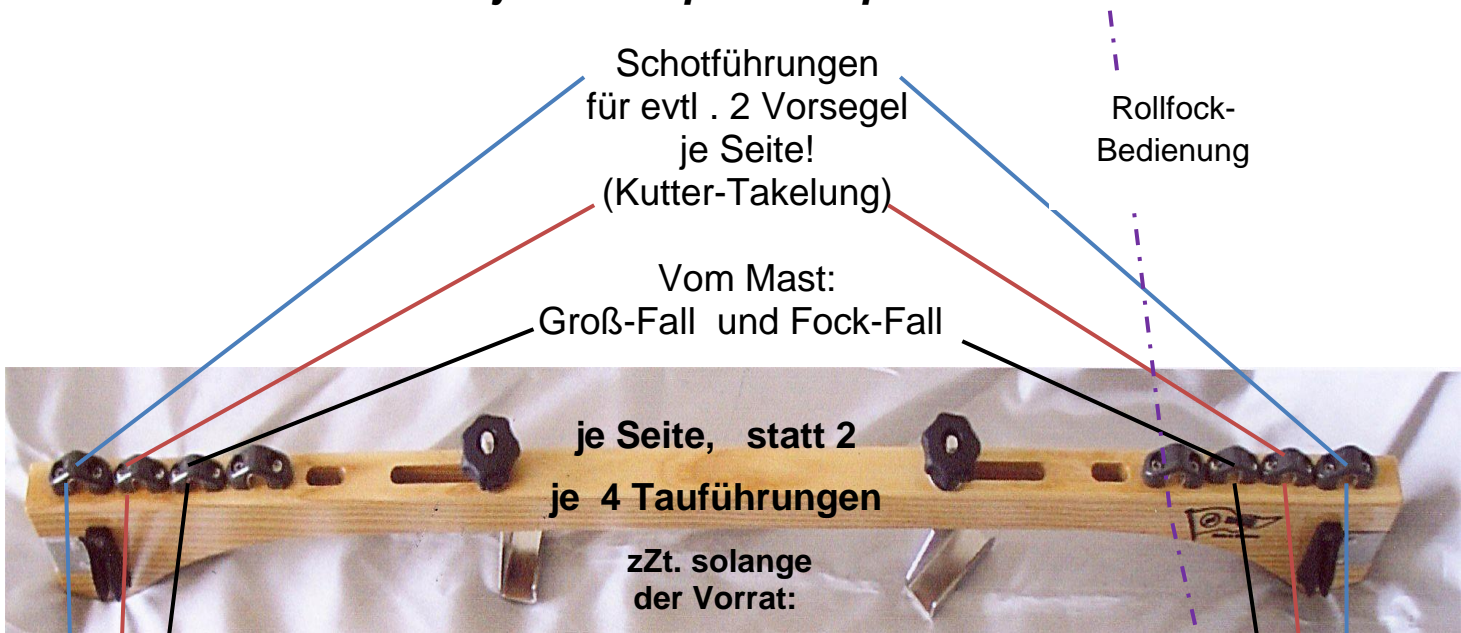 Schotführungen
für evtl . 2 Vorsegel
je Seite!
(Kutter-Takelung)
Rollfock-
Bedienung
Vom Mast:
Groß-Fall und Fock-Fall
je Seite, statt 2
je 4 Tauführungen
zZt. solange
der Vorrat: